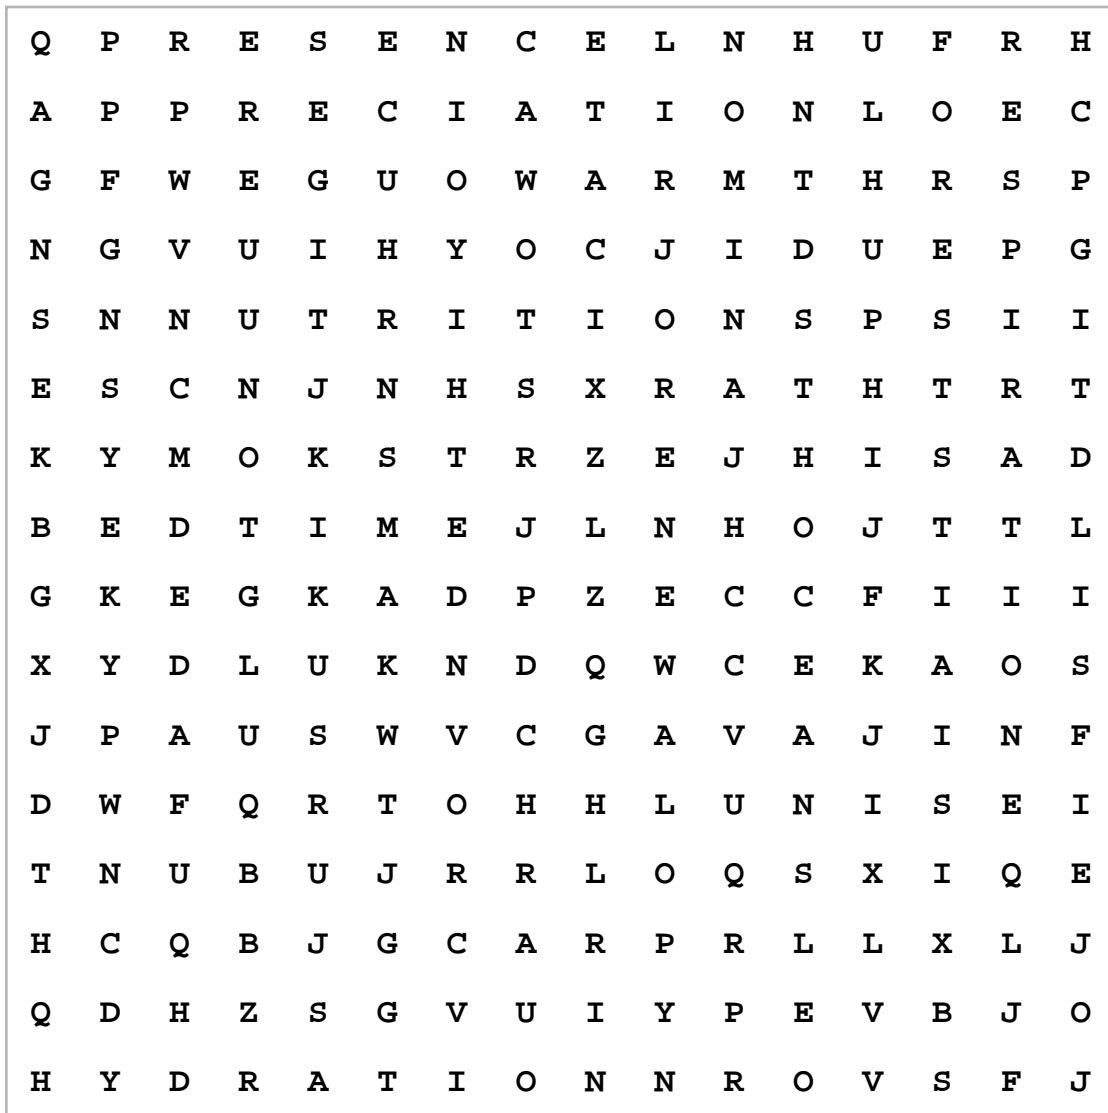 Q P R E S E N C E L N H U F R H
A P P R E C I A T I O N L O E C
G F W E G U O W A R M T H R S P
N G V U I H Y O C J I D U E P G
S N N U T R I T I O N S P S I I
E S C N J N H S X R A T H T R T
K Y M O K S T R Z E J H I S A D
B E D T I M E J L N H O J T T L
G K E G K A D P Z E C C F I I I
X Y D L U K N D Q W C E K A O S
J P A U S W V C G A V A J I N F
D W F Q R T O H H L U N I S E I
T N U B U J R R L O Q S X I Q E
H C Q B J G C A R P R L L X L J
Q D H Z S G V U I Y P E V B J O
H Y D R A T I O N N R O V S F J